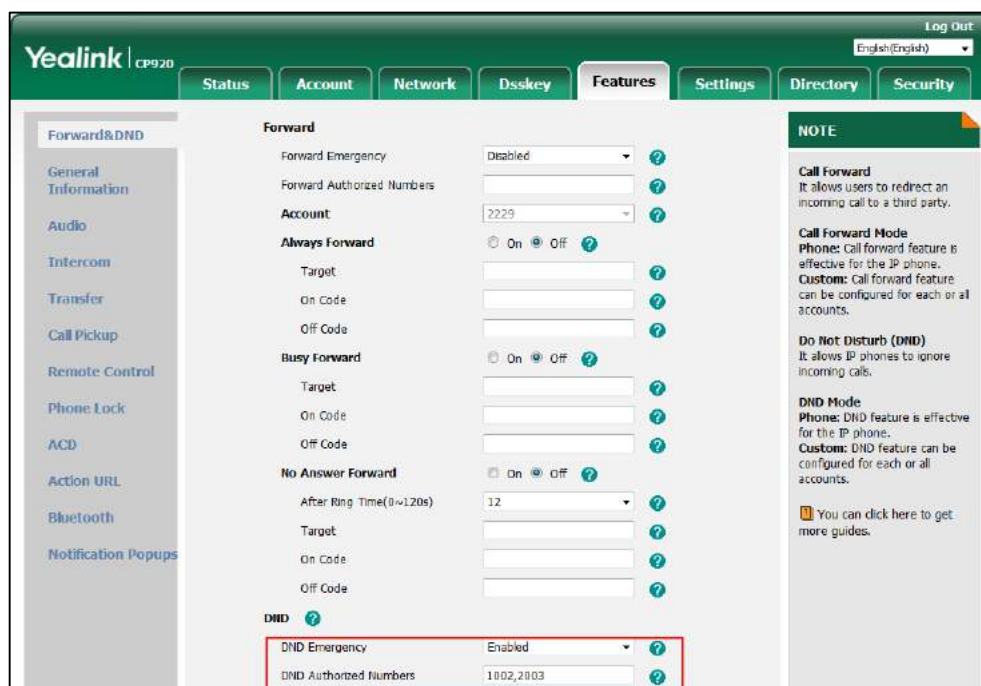 Log Out
Yealink CP920
English(English)
Status Account Network Dsskey Features Settings Directory Security
Forward&DND
General
Information
Audio
Intercom
Transfer
Call Pickup
Remote Control
Phone Lock
ACD
Action URL
Bluetooth
Notification Popups
Forward
Forward Emergency Disabled
Forward Authorized Numbers
Account 2229
Always Forward On Off
Target
On Code
Off Code
Busy Forward On Off
Target
On Code
Off Code
No Answer Forward On Off
After Ring Time(0~120s) 12
Target
On Code
Off Code
DND
DND Emergency Enabled
DND Authorized Numbers 1002,2003
NOTE
Call Forward
It allows users to redirect an
incoming call to a third party.
Call Forward Mode
Phone: Call forward feature is
effective for the IP phone.
Custom: Call forward feature
can be configured for each or all
accounts.
Do Not Disturb (DND)
It allows IP phones to ignore
incoming calls.
DND Mode
Phone: DND feature is effective
for the IP phone.
Custom: DND feature can be
configured for each or all
accounts.
You can click here to get
more guides.